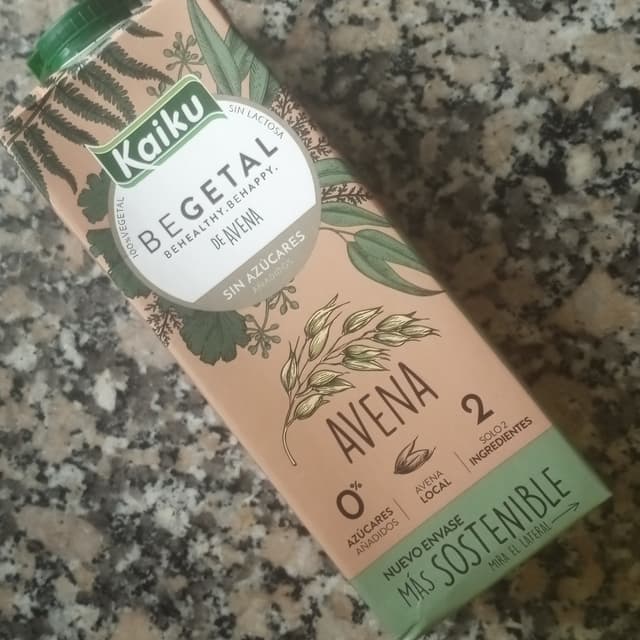 Kaiku
100%VEGETAL
SIN LACTOSA
BEGETAL
BEHEALTHY.BEHAPPY.
DE AVENA
SIN AZÚCARES
AÑADIDOS
AVENA
0%
AZÚCARES
AÑADIDOS
AVENA
LOCAL
2
SOLO 2
INGREDIENTES
NUEVO ENVASE
MÁS SOSTENIBLE
MIRA EL LATERAL